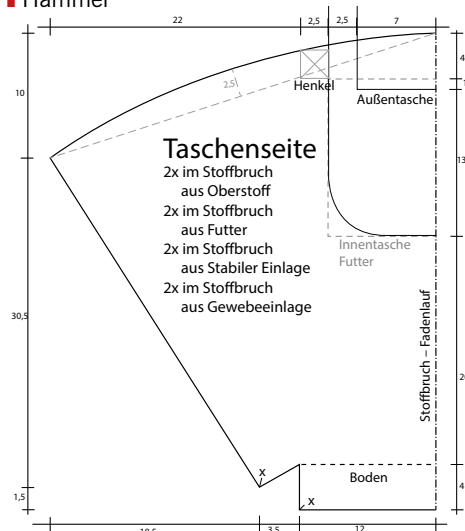 Hammer
22
2,5
2,5
7
4
10
2,5
Henkel
Außentasche
Taschenseite
2x im Stoffbruch
aus Oberstoff
2x im Stoffbruch
aus Futter
2x im Stoffbruch
aus Stabiler Einlage
2x im Stoffbruch
aus Gewebeeinlage
13
Innentasche
Futter
30,5
Stoffbruch – Fadenlauf
x
Boden
4
1,5
x
3,5
12